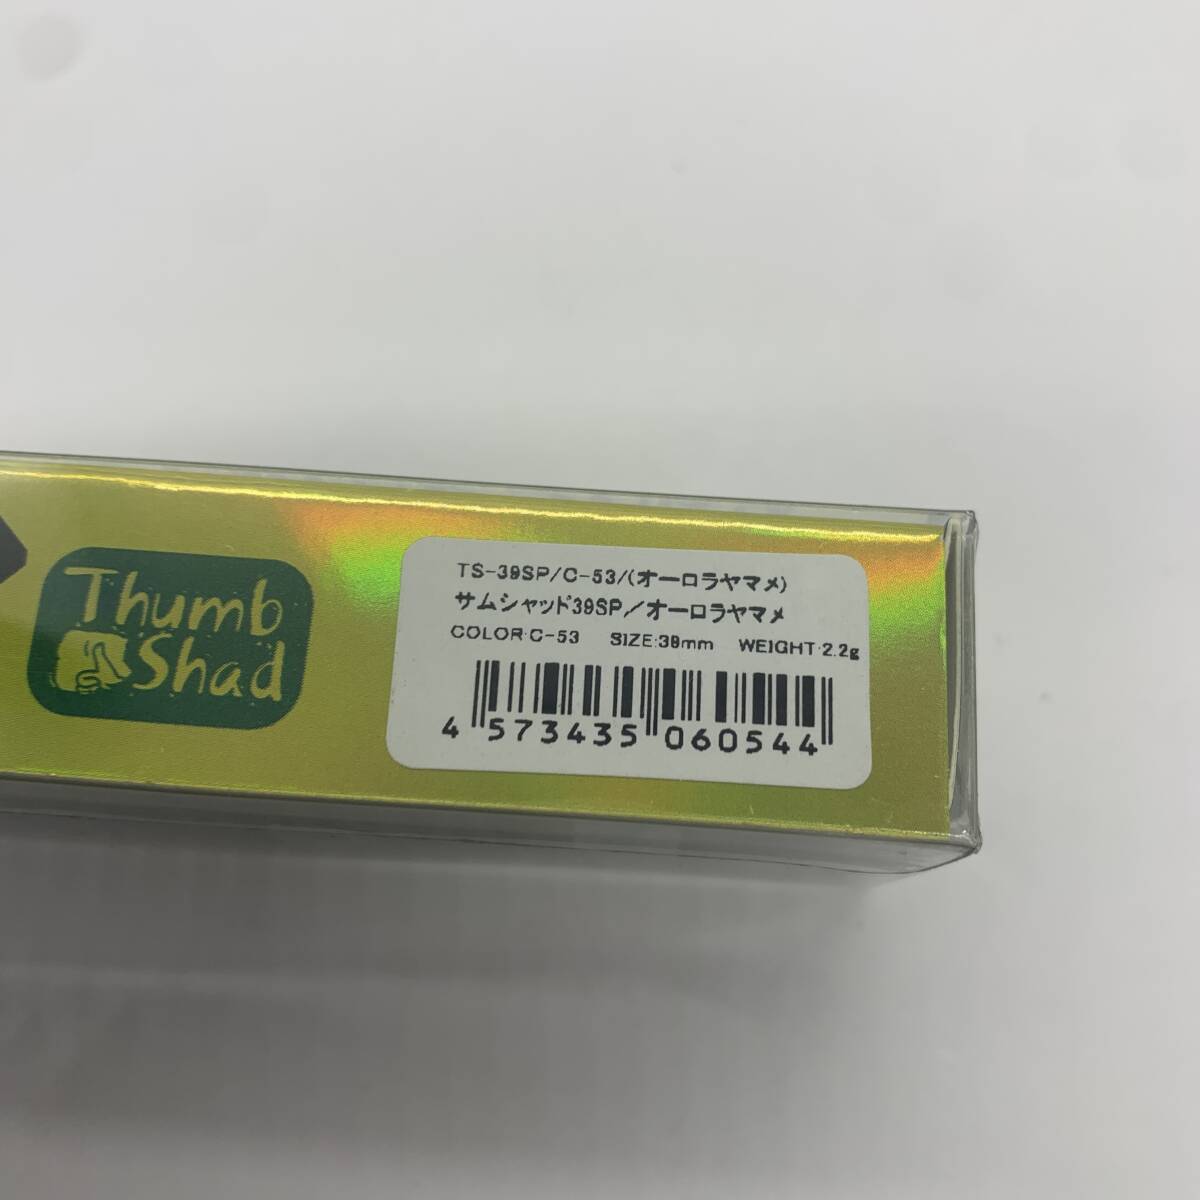 Thumb
Shad
TS-39SP/C-53/(オーロラヤマメ)
サムシャッド39SP/オーロラヤマメ
COLOR:C-53 SIZE:39mm WEIGHT:2.2g
4 573435 060544